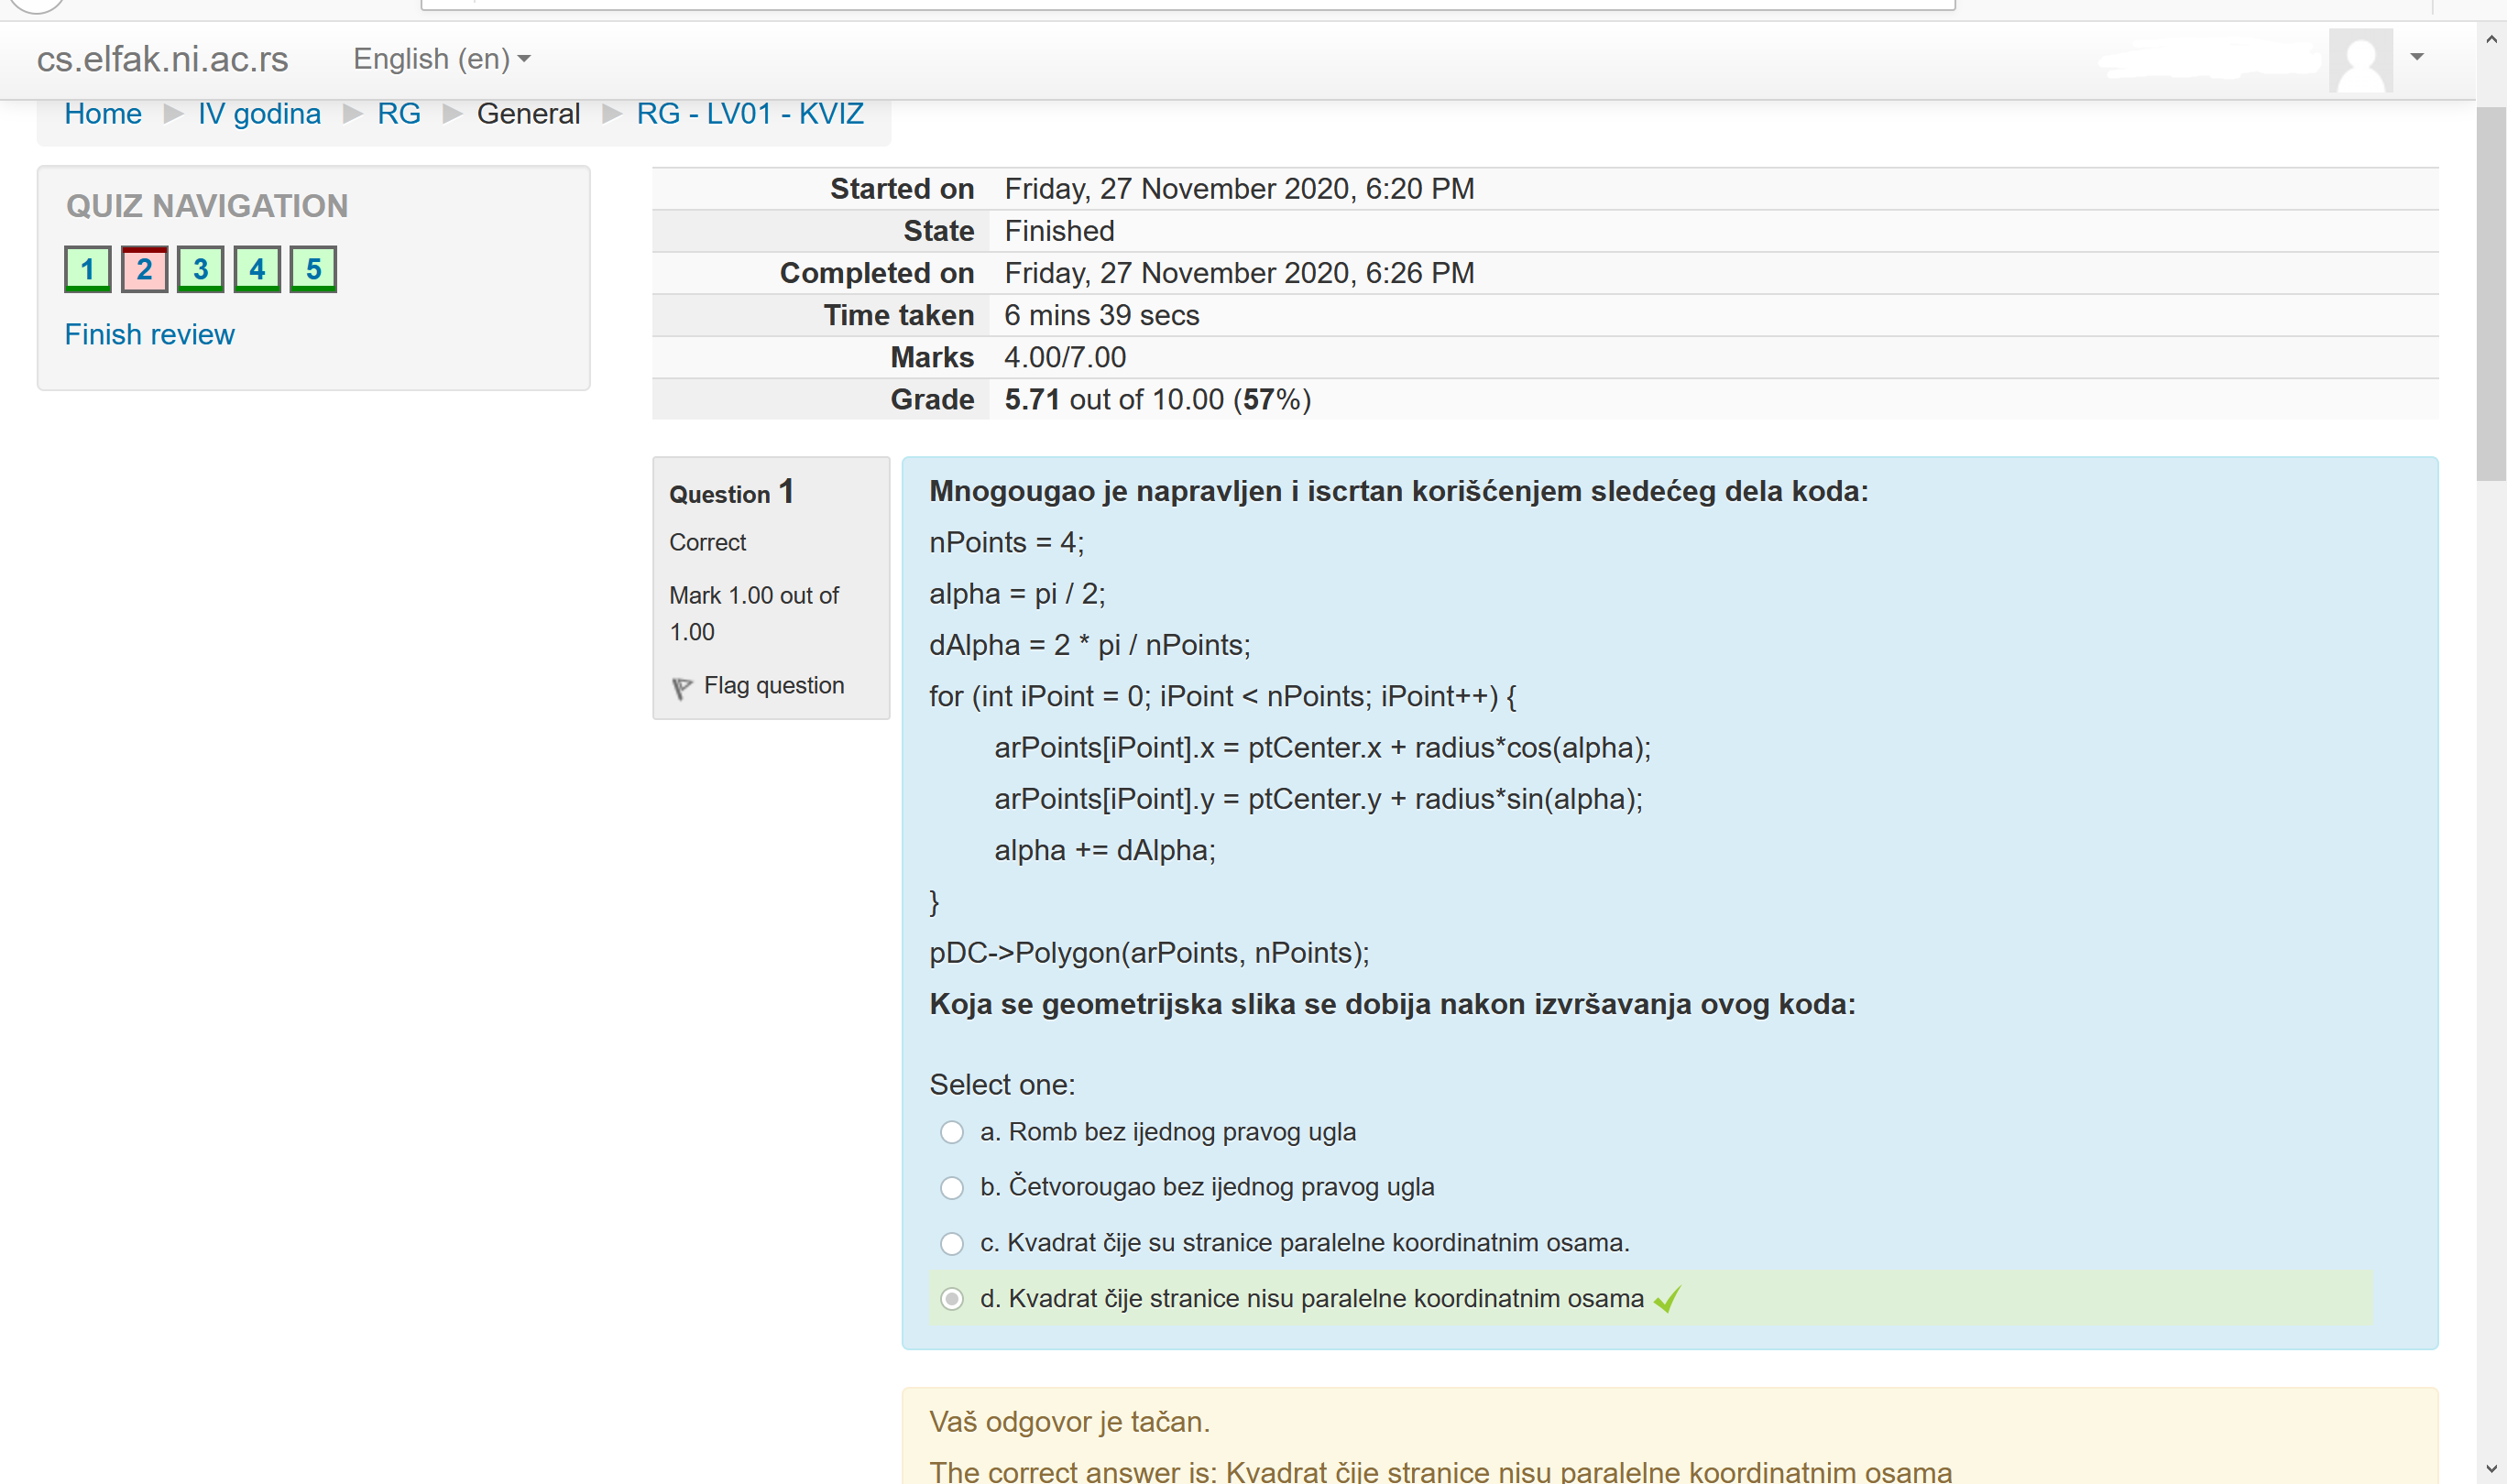 cs.elfak.ni.ac.rs English (en)
Home IV godina RG General RG - LV01 - KVIZ
QUIZ NAVIGATION
1 2 3 4 5
Finish review
Started on Friday, 27 November 2020, 6:20 PM
State Finished
Completed on Friday, 27 November 2020, 6:26 PM
Time taken 6 mins 39 secs
Marks 4.00/7.00
Grade 5.71 out of 10.00 (57%)
Question 1
Correct
Mark 1.00 out of
1.00
Flag question
Mnogougao je napravljen i iscrtan korišćenjem sledećeg dela koda:
nPoints = 4;
alpha = pi / 2;
dAlpha = 2 * pi / nPoints;
for (int iPoint = 0; iPoint < nPoints; iPoint++) {
arPoints[iPoint].x = ptCenter.x + radius*cos(alpha);
arPoints[iPoint].y = ptCenter.y + radius*sin(alpha);
alpha += dAlpha;
}
pDC->Polygon(arPoints, nPoints);
Koja se geometrijska slika se dobija nakon izvršavanja ovog koda:
Select one:
a. Romb bez ijednog pravog ugla
b. Četvorougao bez ijednog pravog ugla
c. Kvadrat čije su stranice paralelne koordinatnim osama.
d. Kvadrat čije stranice nisu paralelne koordinatnim osama
Vaš odgovor je tačan.
The correct answer is: Kvadrat čije stranice nisu paralelne koordinatnim osama